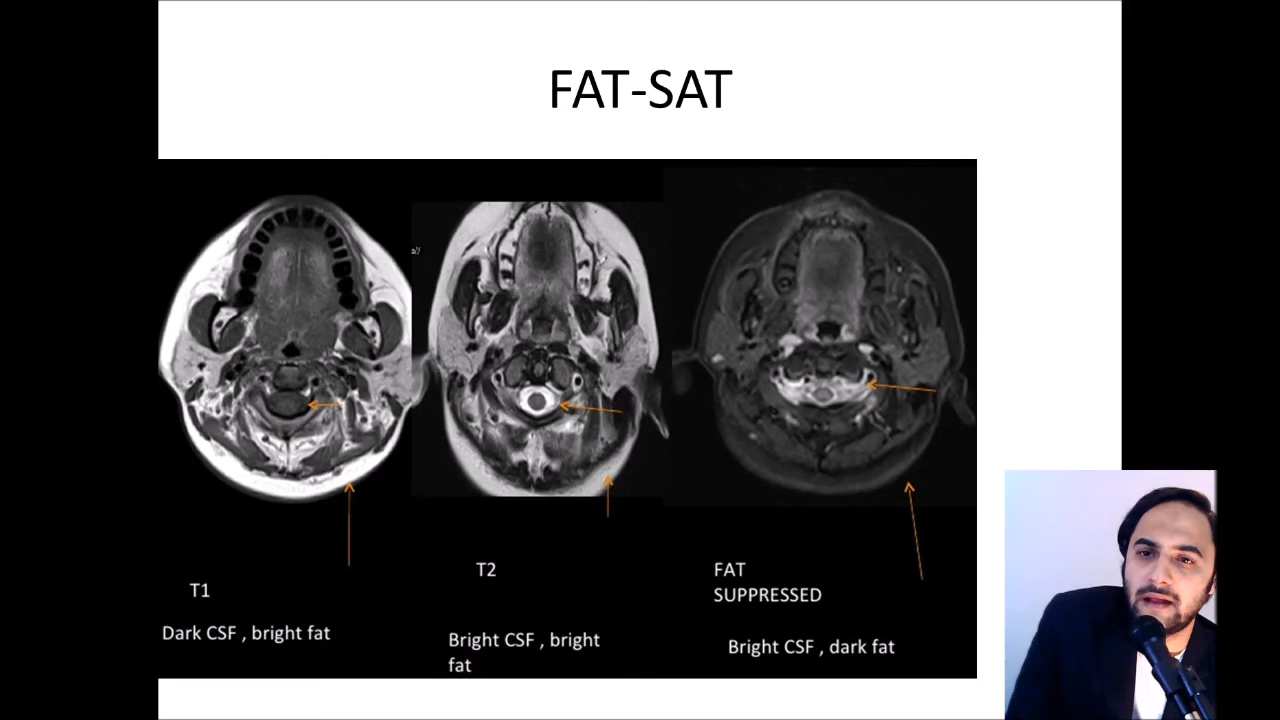 FAT-SAT
T1
Dark CSF , bright fat
T2
Bright CSF , bright
fat
FAT
SUPPRESSED
Bright CSF , dark fat